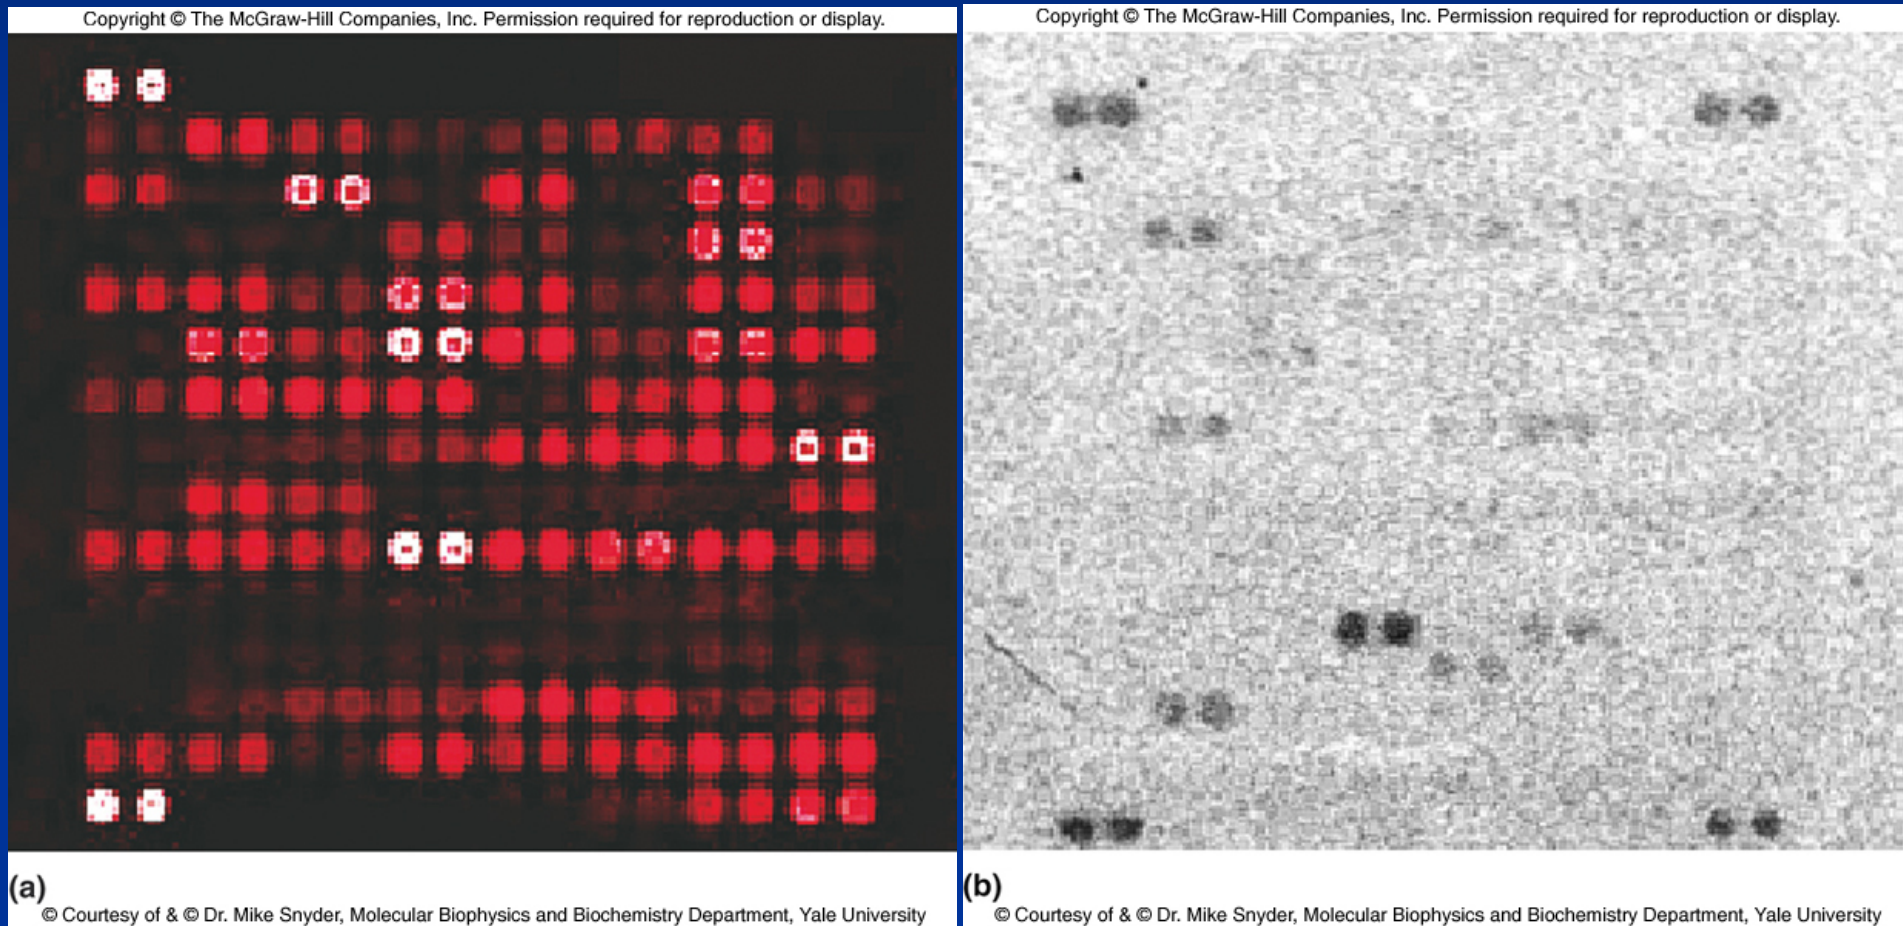 Copyright © The McGraw-Hill Companies, Inc. Permission required for reproduction or display.
(a)
© Courtesy of & © Dr. Mike Snyder, Molecular Biophysics and Biochemistry Department, Yale University
Copyright © The McGraw-Hill Companies, Inc. Permission required for reproduction or display.
(b)
© Courtesy of & © Dr. Mike Snyder, Molecular Biophysics and Biochemistry Department, Yale University